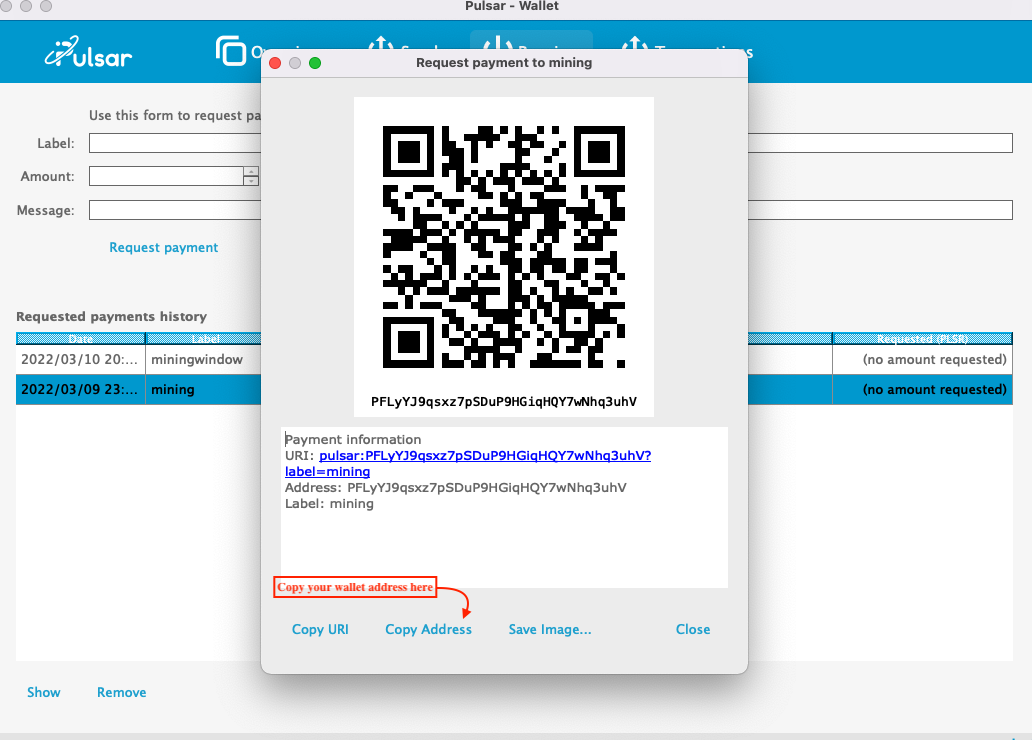 Pulsar - Wallet
Pulsar
Request payment to mining
Use this form to request pa
Label:
Amount:
Message:
Request payment
PFLyYJ9qsxz7pSDuP9HGiqHQY7wNhq3uhV
Requested payments history
Date Label Requested (PLSR)
2022/03/10 20:... miningwindow (no amount requested)
2022/03/09 23:... mining (no amount requested)
Payment information
URI: pulsar:PFLyYJ9qsxz7pSDuP9HGiqHQY7wNhq3uhV?
label=mining
Address: PFLyYJ9qsxz7pSDuP9HGiqHQY7wNhq3uhV
Label: mining
Copy your wallet address here
Copy URI Copy Address Save Image... Close
Show Remove